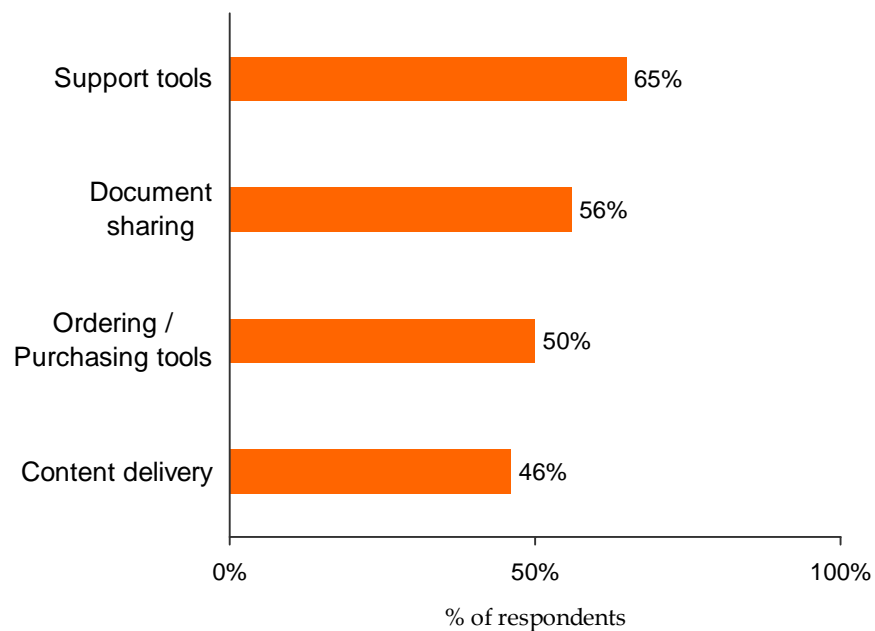 Support tools
65%
Document
sharing
56%
Ordering /
Purchasing tools
50%
Content delivery
46%
0%
50%
100%
% of respondents